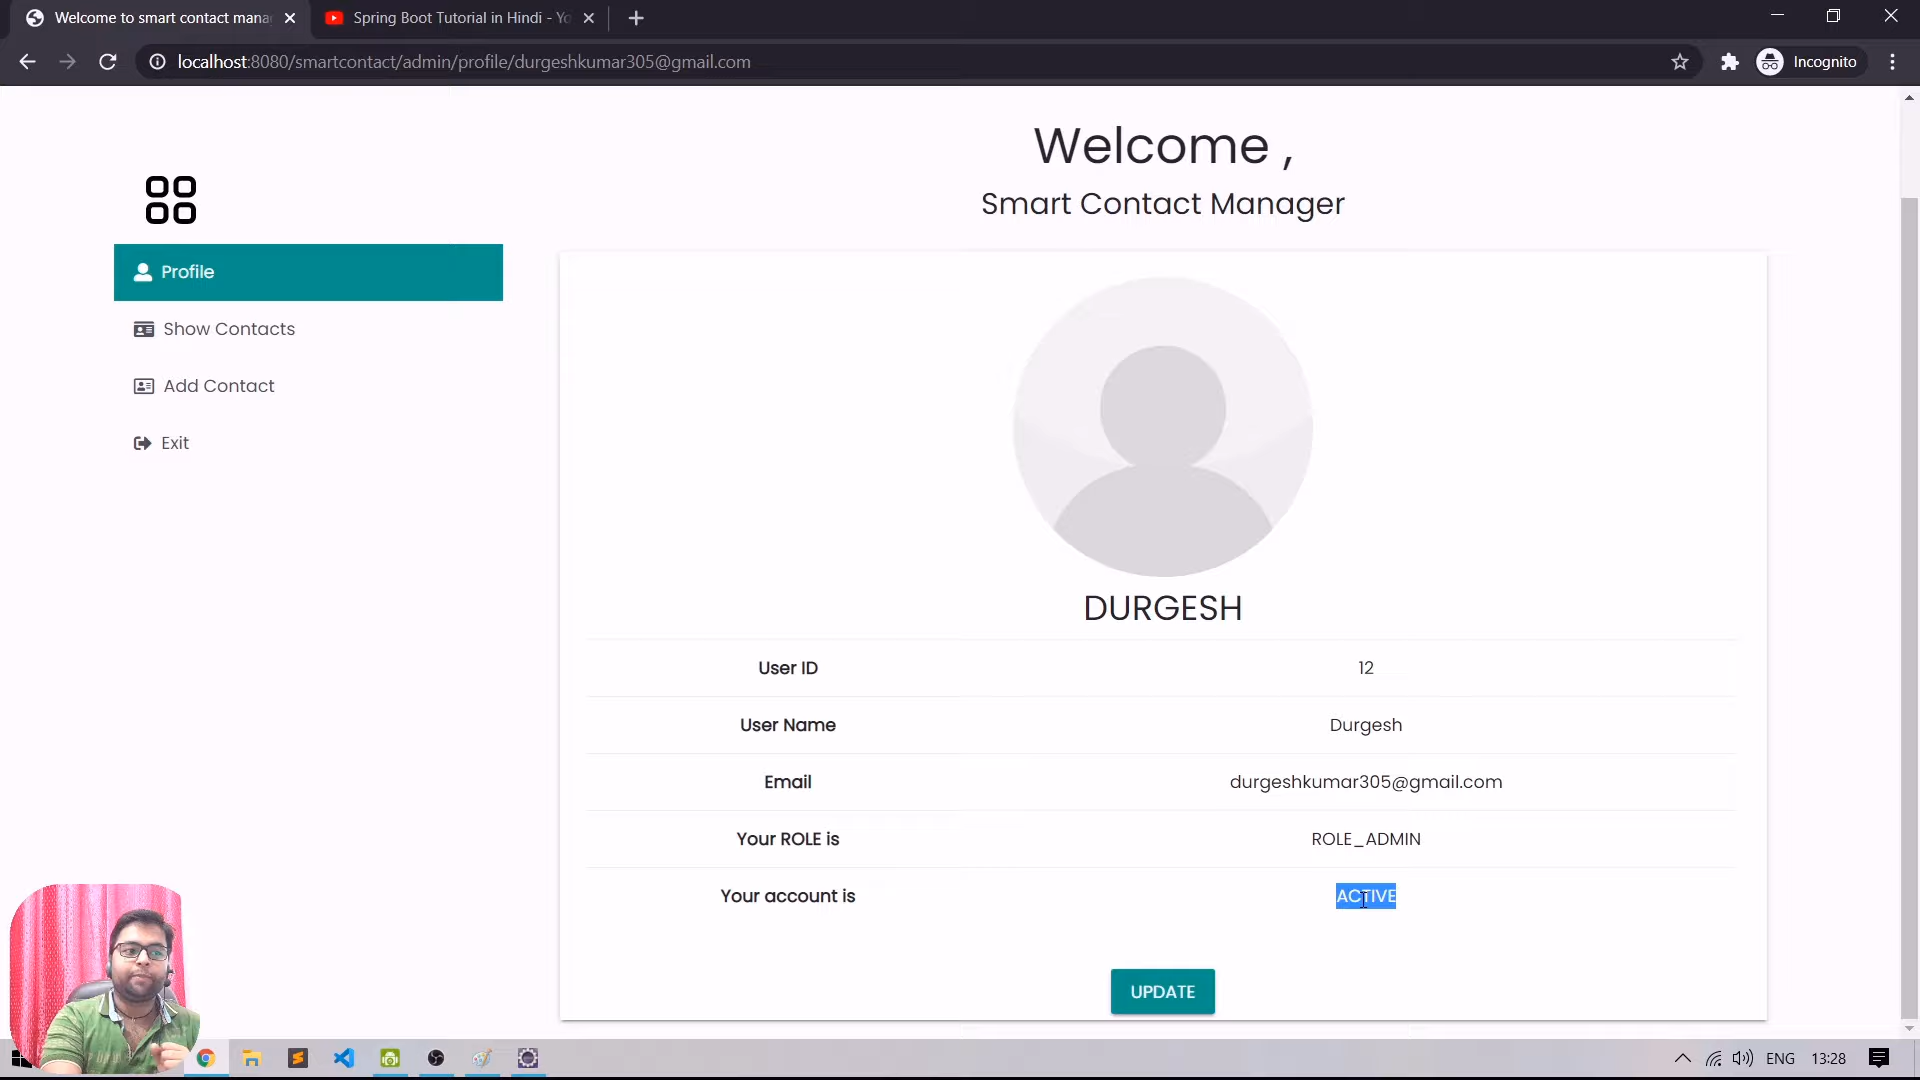 Welcome to smart contact mana
Spring Boot Tutorial in Hindi - Yo
localhost:8080/smartcontact/admin/profile/durgeshkumar305@gmail.com
Incognito
Welcome ,
Smart Contact Manager
Profile
Show Contacts
Add Contact
Exit
DURGESH
User ID 12
User Name Durgesh
Email durgeshkumar305@gmail.com
Your ROLE is ROLE_ADMIN
Your account is ACTIVE
UPDATE
ENG 13:28